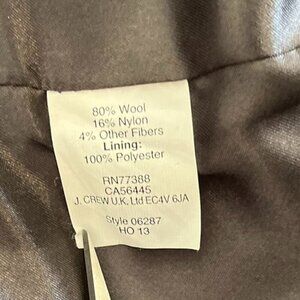 80% Wool
16% Nylon
4% Other Fibers
Lining:
100% Polyester
RN77388
CA56445
J. CREW U.K. Ltd EC4V 6JA
Style 06287
HO 13